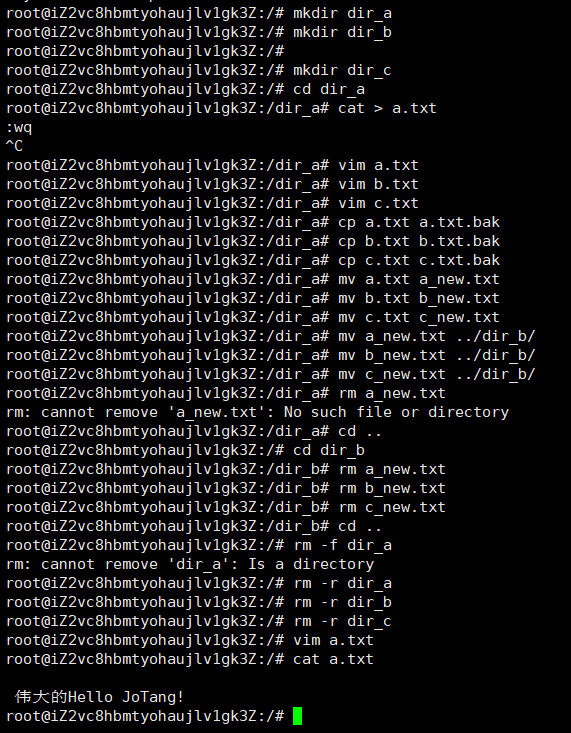 root@iZ2vc8hbmtyohaujlv1gk3Z:/# mkdir dir_a
root@iZ2vc8hbmtyohaujlv1gk3Z:/# mkdir dir_b
root@iZ2vc8hbmtyohaujlv1gk3Z:/#
root@iZ2vc8hbmtyohaujlv1gk3Z:/# mkdir dir_c
root@iZ2vc8hbmtyohaujlv1gk3Z:/# cd dir_a
root@iZ2vc8hbmtyohaujlv1gk3Z:/dir_a# cat > a.txt
:wq
^C
root@iZ2vc8hbmtyohaujlv1gk3Z:/dir_a# vim a.txt
root@iZ2vc8hbmtyohaujlv1gk3Z:/dir_a# vim b.txt
root@iZ2vc8hbmtyohaujlv1gk3Z:/dir_a# vim c.txt
root@iZ2vc8hbmtyohaujlv1gk3Z:/dir_a# cp a.txt a.txt.bak
root@iZ2vc8hbmtyohaujlv1gk3Z:/dir_a# cp b.txt b.txt.bak
root@iZ2vc8hbmtyohaujlv1gk3Z:/dir_a# cp c.txt c.txt.bak
root@iZ2vc8hbmtyohaujlv1gk3Z:/dir_a# mv a.txt a_new.txt
root@iZ2vc8hbmtyohaujlv1gk3Z:/dir_a# mv b.txt b_new.txt
root@iZ2vc8hbmtyohaujlv1gk3Z:/dir_a# mv c.txt c_new.txt
root@iZ2vc8hbmtyohaujlv1gk3Z:/dir_a# mv a_new.txt ../dir_b/
root@iZ2vc8hbmtyohaujlv1gk3Z:/dir_a# mv b_new.txt ../dir_b/
root@iZ2vc8hbmtyohaujlv1gk3Z:/dir_a# mv c_new.txt ../dir_b/
root@iZ2vc8hbmtyohaujlv1gk3Z:/dir_a# rm a_new.txt
rm: cannot remove 'a_new.txt': No such file or directory
root@iZ2vc8hbmtyohaujlv1gk3Z:/dir_a# cd ..
root@iZ2vc8hbmtyohaujlv1gk3Z:/# cd dir_b
root@iZ2vc8hbmtyohaujlv1gk3Z:/dir_b# rm a_new.txt
root@iZ2vc8hbmtyohaujlv1gk3Z:/dir_b# rm b_new.txt
root@iZ2vc8hbmtyohaujlv1gk3Z:/dir_b# rm c_new.txt
root@iZ2vc8hbmtyohaujlv1gk3Z:/dir_b# cd ..
root@iZ2vc8hbmtyohaujlv1gk3Z:/# rm -f dir_a
rm: cannot remove 'dir_a': Is a directory
root@iZ2vc8hbmtyohaujlv1gk3Z:/# rm -r dir_a
root@iZ2vc8hbmtyohaujlv1gk3Z:/# rm -r dir_b
root@iZ2vc8hbmtyohaujlv1gk3Z:/# rm -r dir_c
root@iZ2vc8hbmtyohaujlv1gk3Z:/# vim a.txt
root@iZ2vc8hbmtyohaujlv1gk3Z:/# cat a.txt
伟大的Hello JoTang!
root@iZ2vc8hbmtyohaujlv1gk3Z:/#